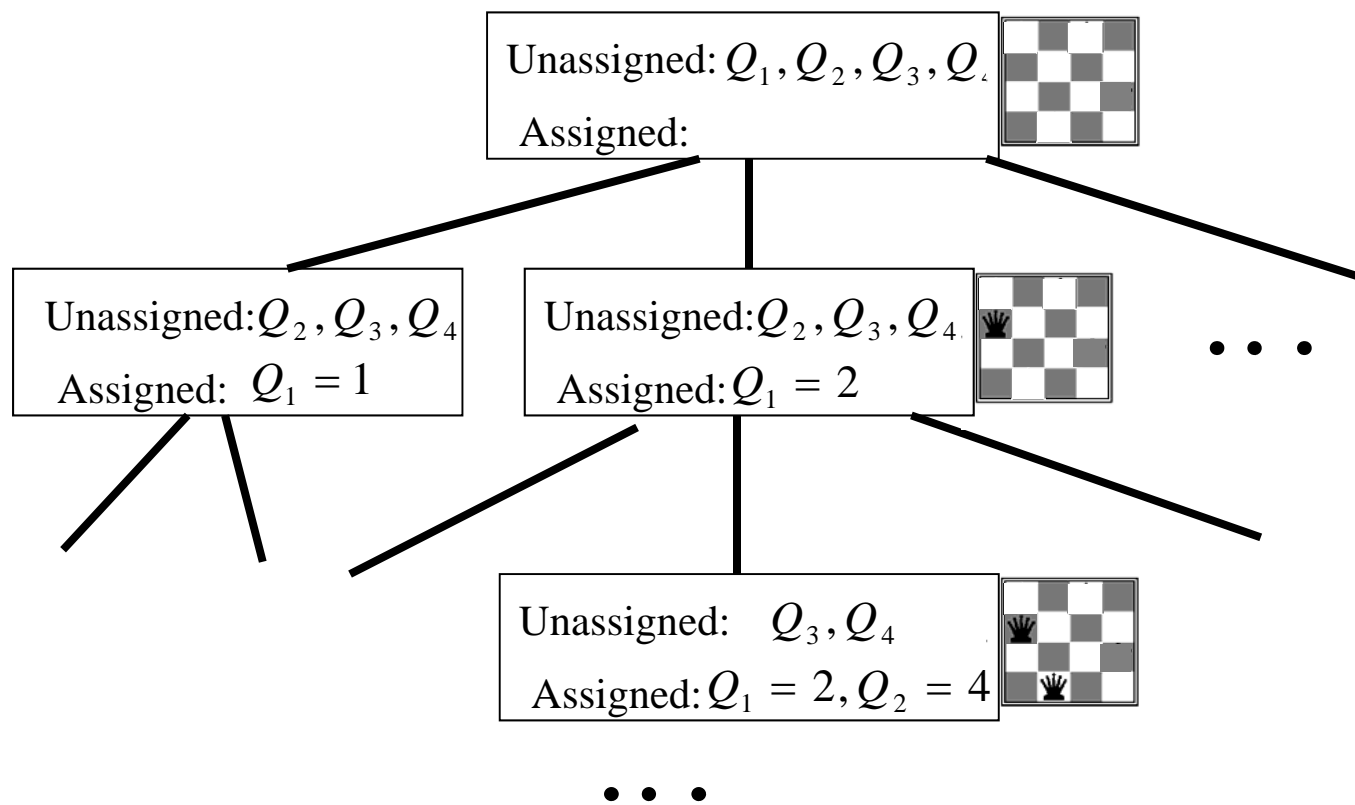 Unassigned: Q₁, Q₂, Q₃, Q
Assigned:
Unassigned: Q₂, Q₃, Q₄
Assigned: Q₁ = 1
Unassigned: Q₂, Q₃, Q₄
Assigned: Q₁ = 2
• • •
Unassigned: Q₃, Q₄
Assigned: Q₁ = 2, Q₂ = 4
• • •